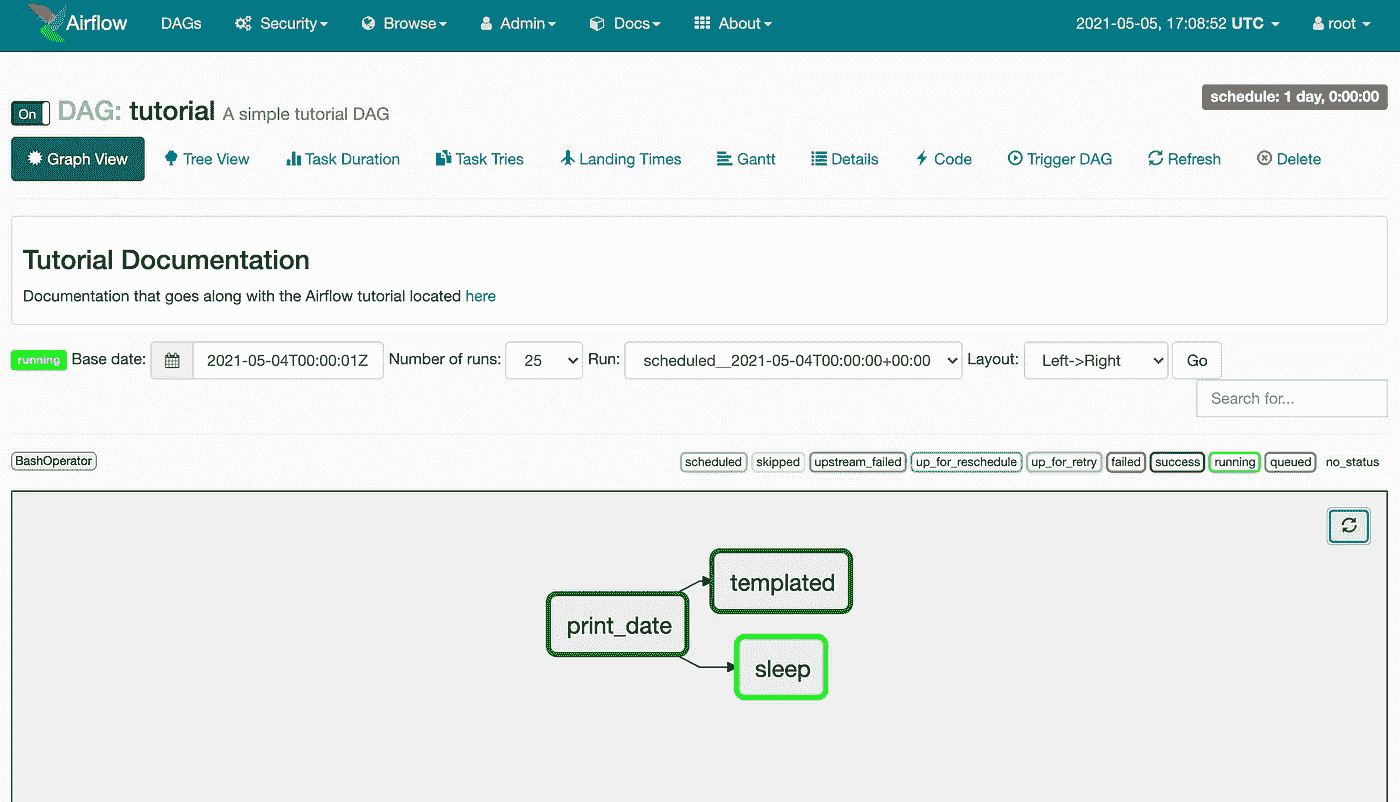 Airflow DAGs Security Browse Admin Docs About 2021-05-05, 17:08:52 UTC root
schedule: 1 day, 0:00:00
On DAG: tutorial A simple tutorial DAG
Graph View Tree View Task Duration Task Tries Landing Times Gantt Details Code Trigger DAG Refresh Delete
Tutorial Documentation
Documentation that goes along with the Airflow tutorial located here
running Base date: 2021-05-04T00:00:01Z Number of runs: 25 Run: scheduled__2021-05-04T00:00:00+00:00 Layout: Left->Right Go
Search for...
BashOperator scheduled skipped upstream_failed up_for_reschedule up_for_retry failed success running queued no_status
templated
print_date
sleep